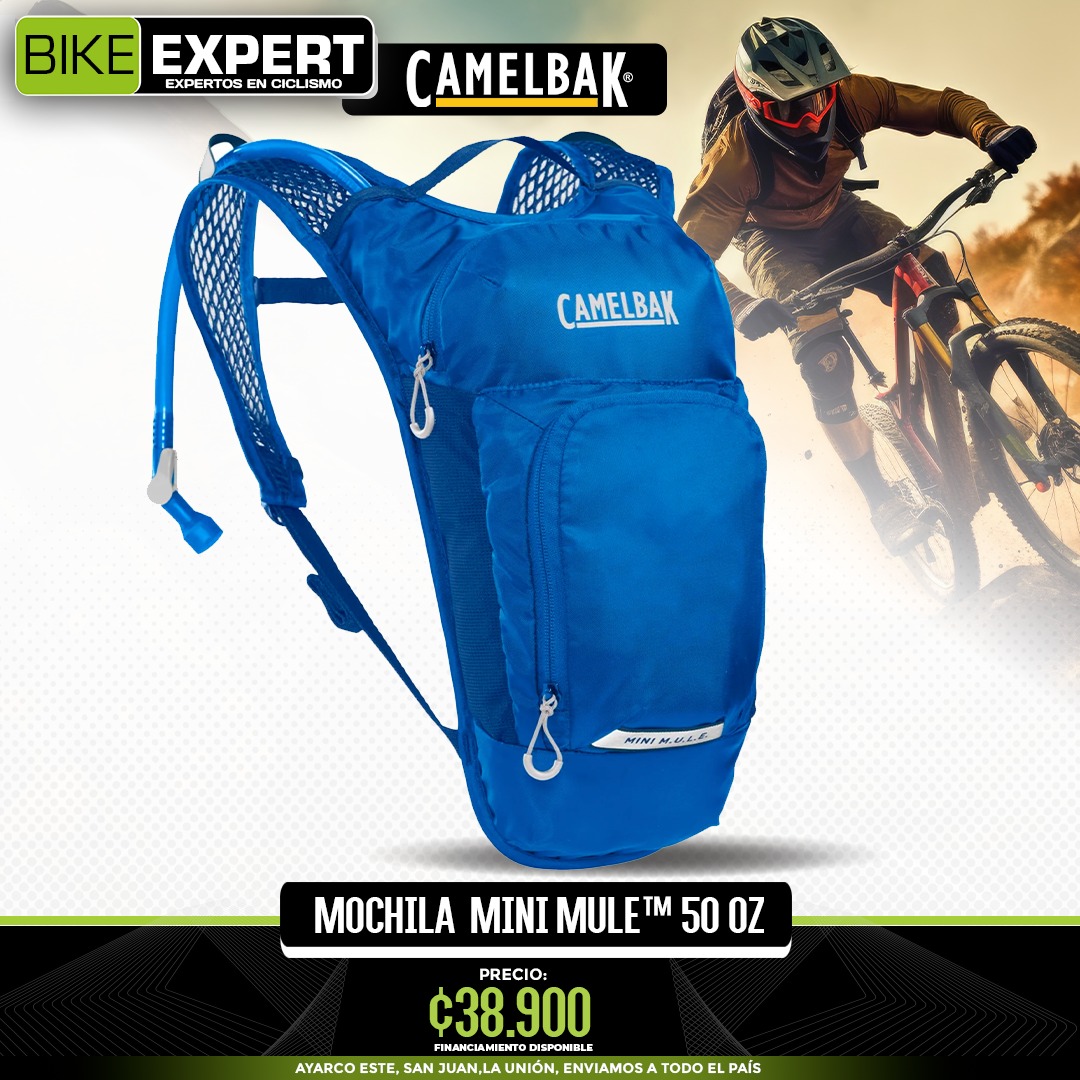 BIKE EXPERT
EXPERTOS EN CICLISMO
CAMELBAK®
CAMELBAK
MINI M.U.L.E.
MOCHILA MINI MULE™ 50 OZ
PRECIO:
₵38.900
FINANCIAMIENTO DISPONIBLE
AYARCO ESTE, SAN JUAN,LA UNIÓN, ENVIAMOS A TODO EL PAÍS